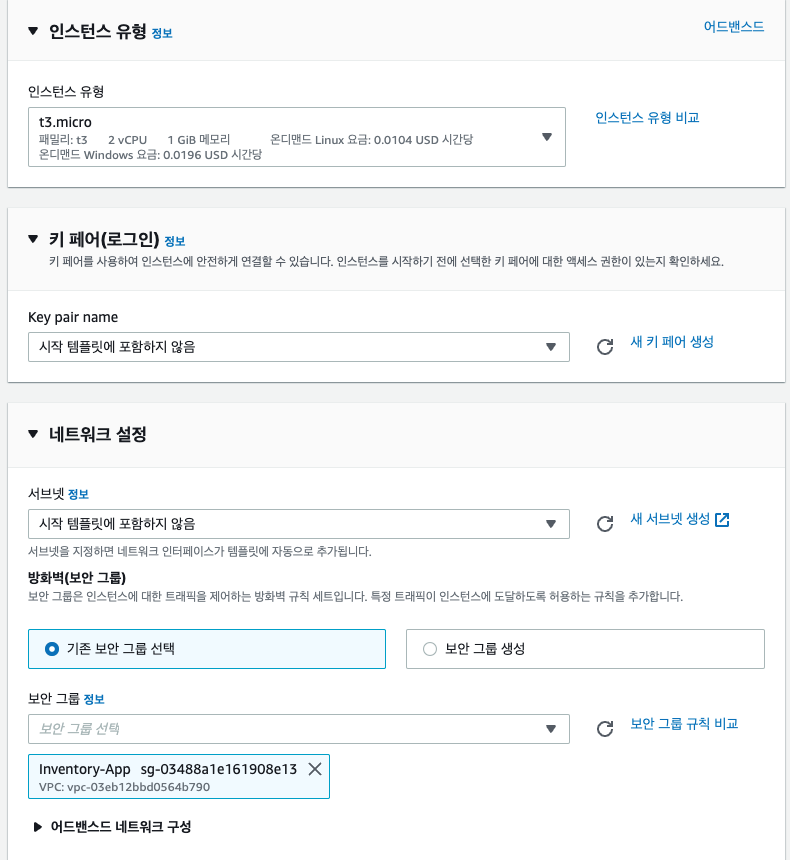 인스턴스 유형 정보
어드밴스드
인스턴스 유형
t3.micro
패밀리: t3 2 vCPU 1 GiB 메모리 온디맨드 Linux 요금: 0.0104 USD 시간당
온디맨드 Windows 요금: 0.0196 USD 시간당
인스턴스 유형 비교
키 페어(로그인) 정보
키 페어를 사용하여 인스턴스에 안전하게 연결할 수 있습니다. 인스턴스를 시작하기 전에 선택한 키 페어에 대한 액세스 권한이 있는지 확인하세요.
Key pair name
시작 템플릿에 포함하지 않음
새 키 페어 생성
네트워크 설정
서브넷 정보
시작 템플릿에 포함하지 않음
새 서브넷 생성
서브넷을 지정하면 네트워크 인터페이스가 템플릿에 자동으로 추가됩니다.
방화벽(보안 그룹)
보안 그룹은 인스턴스에 대한 트래픽을 제어하는 방화벽 규칙 세트입니다. 특정 트래픽이 인스턴스에 도달하도록 허용하는 규칙을 추가합니다.
기존 보안 그룹 선택
보안 그룹 생성
보안 그룹 정보
보안 그룹 선택
보안 그룹 규칙 비교
Inventory-App sg-03488a1e161908e13
VPC: vpc-03eb12bbd0564b790
어드밴스드 네트워크 구성